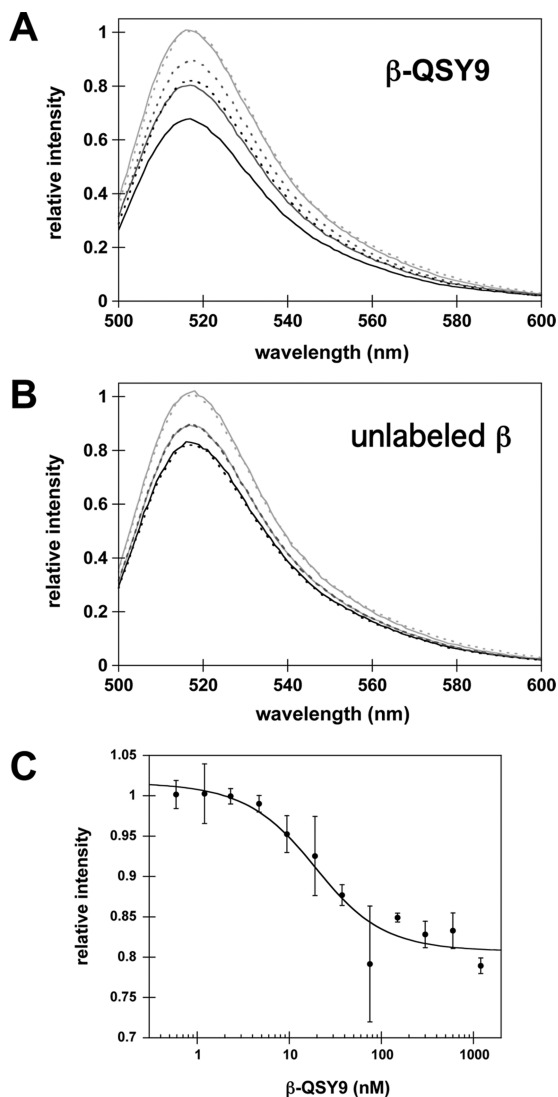 A
β-QSY9
relative intensity
1
0.8
0.6
0.4
0.2
0
500 520 540 560 580 600
wavelength (nm)
B
unlabeled β
relative intensity
1
0.8
0.6
0.4
0.2
0
500 520 540 560 580 600
wavelength (nm)
C
relative intensity
1.05
1
0.95
0.9
0.85
0.8
0.75
0.7
1 10 100 1000
β-QSY9 (nM)